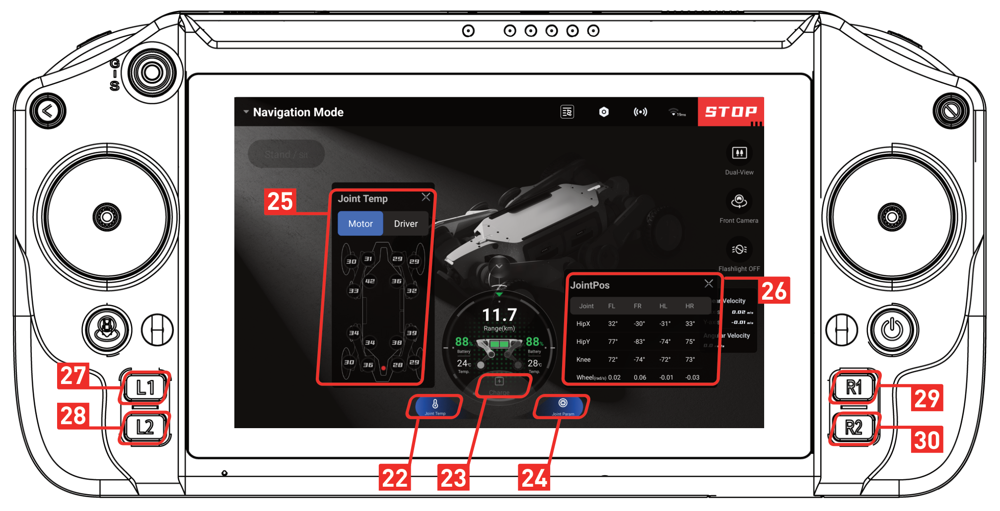 G
I
S
Navigation Mode
19ms
STOP
Stand / sit
Dual-View
Front Camera
Flashlight OFF
25
Joint Temp
Motor Driver
30 31 29 29
42 36
33 32
34 39
34 38
30 36 28 29
11.7
Range(km)
88% 88%
Battery Battery
24°C 28°C
Temp. Temp.
Charge
Joint Temp
Joint Param
26
JointPos
Joint FL FR HL HR
HipX 32° -30° -31° 33°
HipY 77° -83° -74° 75°
Knee 72° -74° -72° 73°
Wheel(rad/s) 0.02 0.06 -0.01 -0.03
Velocity
0.02 m/s
Y-axis -0.01 m/s
Angular Velocity
0.0
27
L1
28
L2
R1
29
R2
30
22
23
24